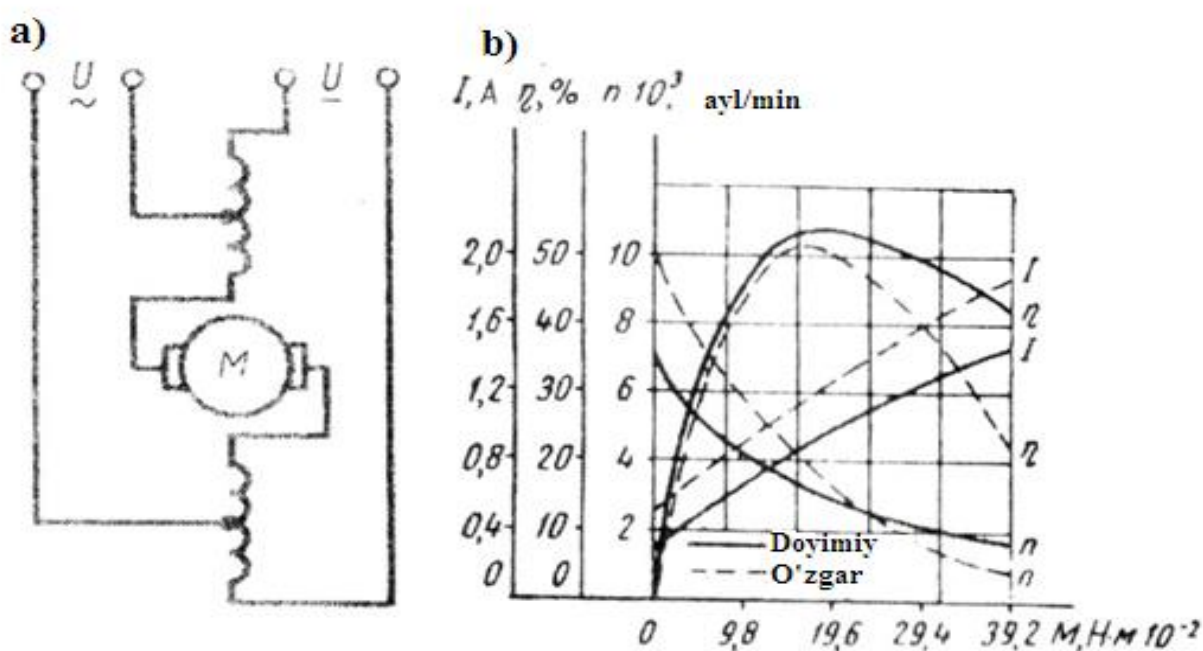 a)
U
~
U
—
M
b)
I, A η, % n 10³, ayl/min
2,0 50 10
1,6 40 8
1,2 30 6
0,8 20 4
0,4 10 2
0 0
I
η
I
η
n
n
Doyimiy
O'zgar
0 9,8 19,6 29,4 39,2 M, Н·м 10⁻²